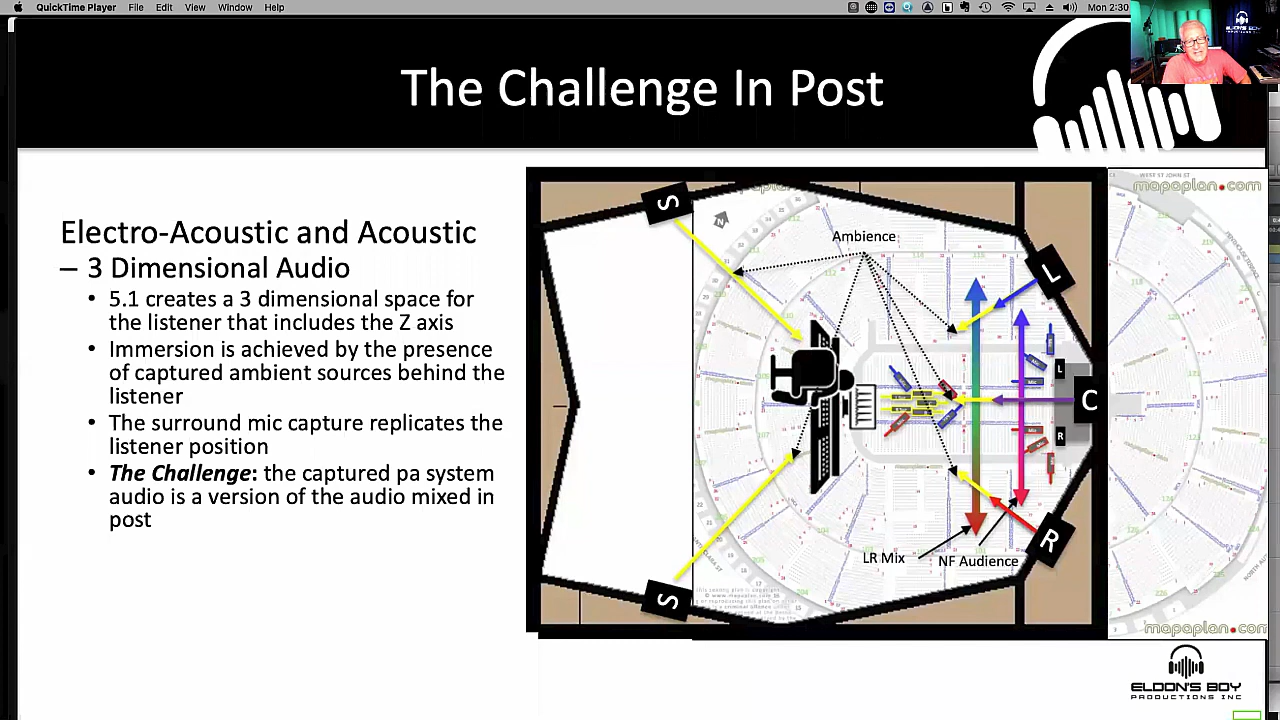 QuickTime Player File Edit View Window Help
Mon 2:30
The Challenge In Post
ELDON'S BOY
Electro-Acoustic and Acoustic
– 3 Dimensional Audio
• 5.1 creates a 3 dimensional space for
the listener that includes the Z axis
• Immersion is achieved by the presence
of captured ambient sources behind the
listener
• The surround mic capture replicates the
listener position
• The Challenge: the captured pa system
audio is a version of the audio mixed in
post
mapaplan.com
S
Ambience
L
L
C
R
LR Mix
NF Audience
R
S
mapaplan.com
ELDON'S BOY
PRODUCTIONS INC